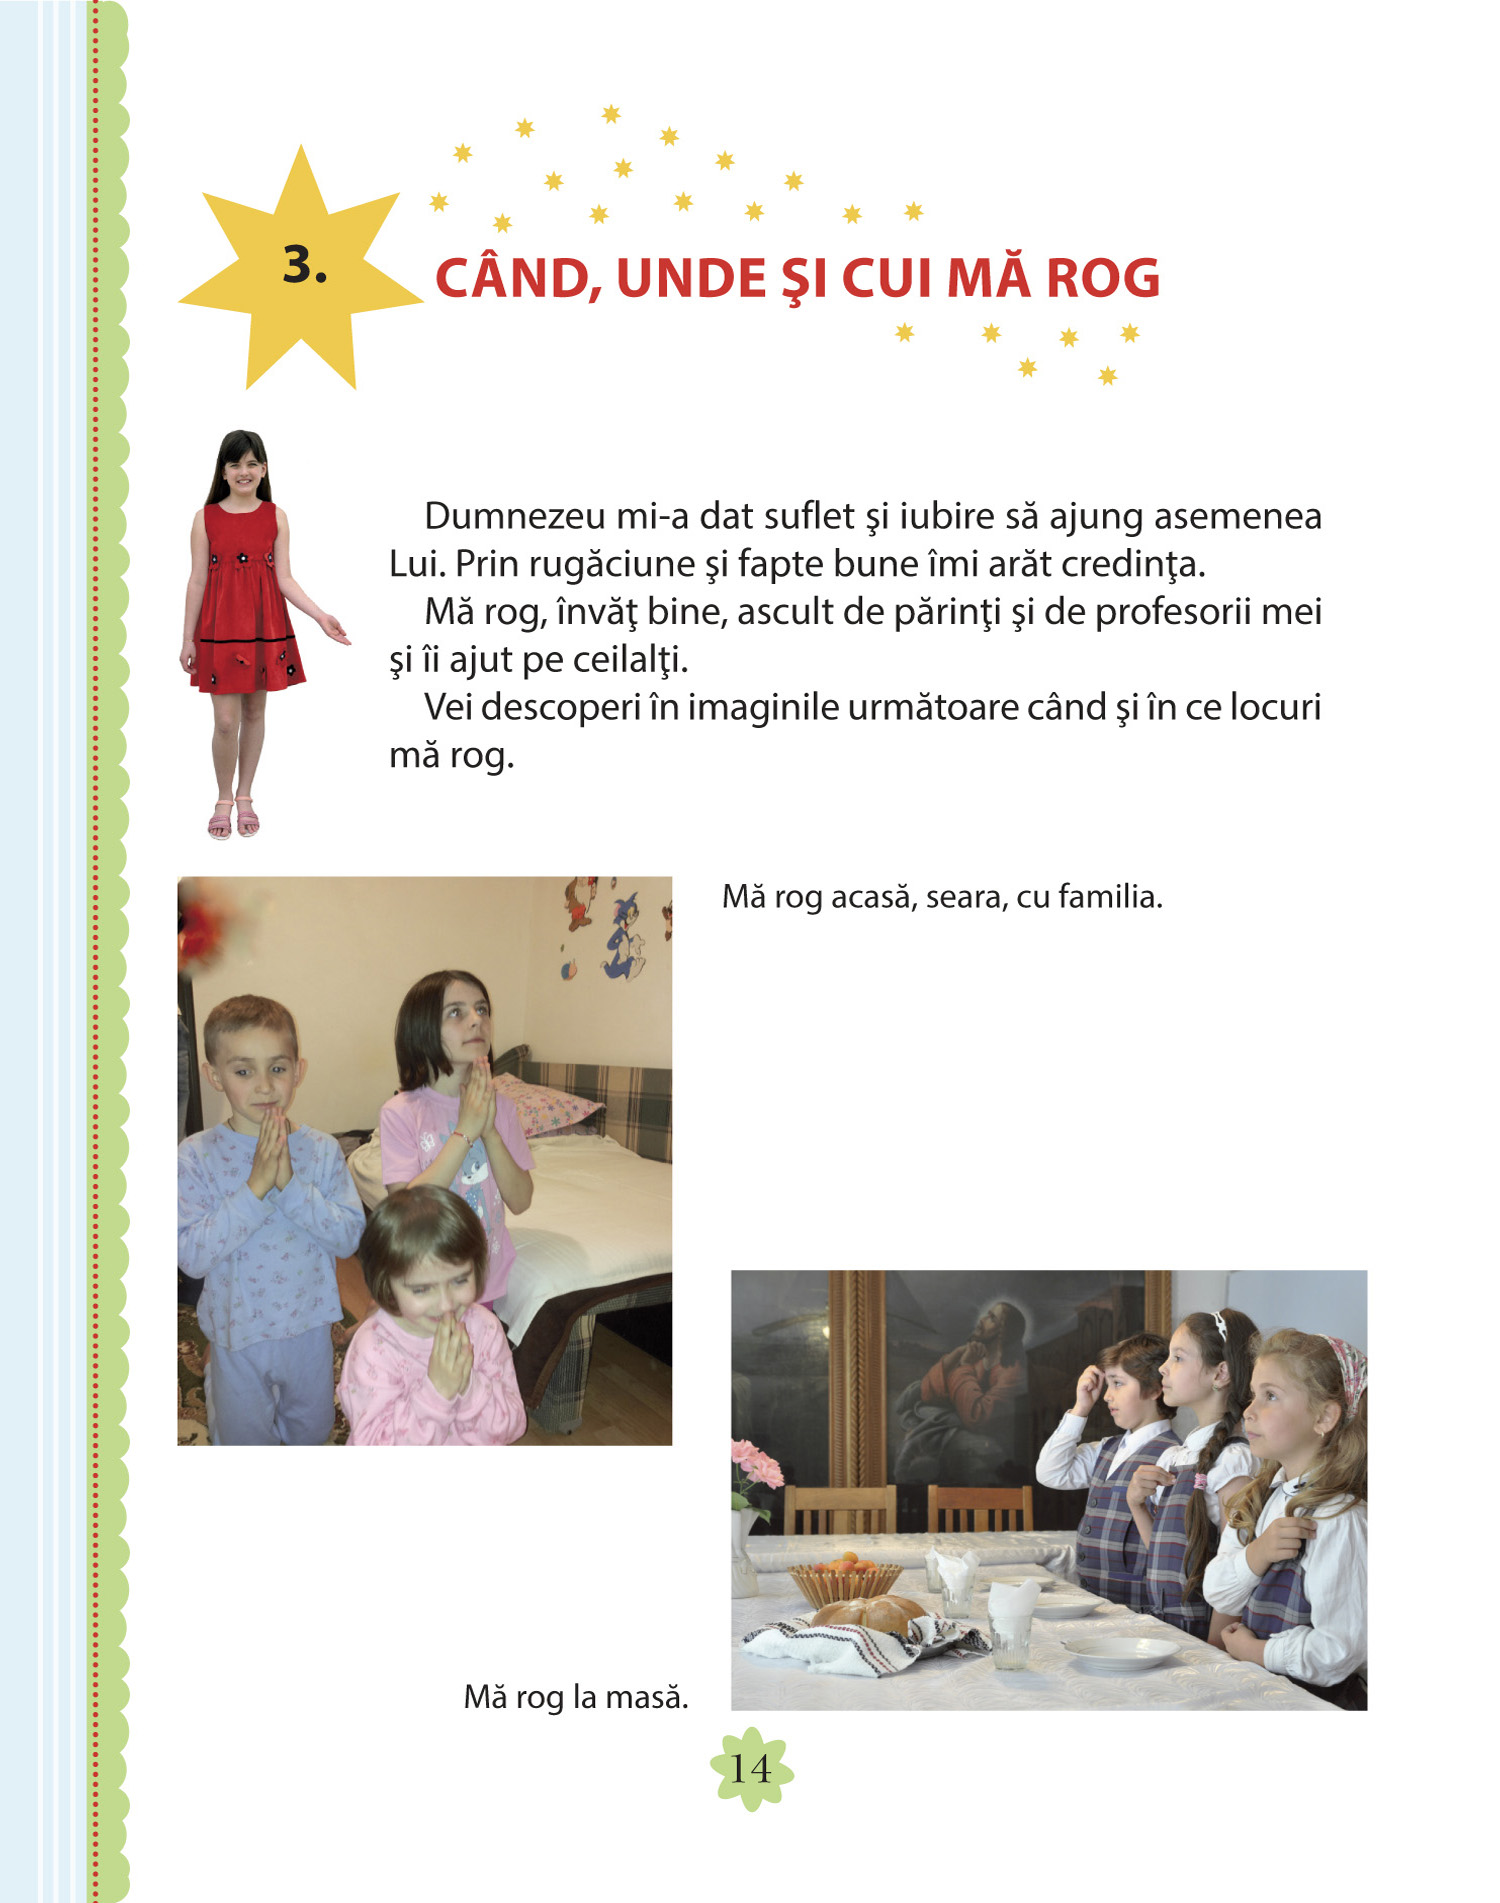 3.
CÂND, UNDE ŞI CUI MĂ ROG
Dumnezeu mi-a dat suflet şi iubire să ajung asemenea
Lui. Prin rugăciune şi fapte bune îmi arăt credinţa.
Mă rog, învăţ bine, ascult de părinţi şi de profesorii mei
şi îi ajut pe ceilalţi.
Vei descoperi în imaginile următoare când şi în ce locuri
mă rog.
Mă rog acasă, seara, cu familia.
Mă rog la masă.
14